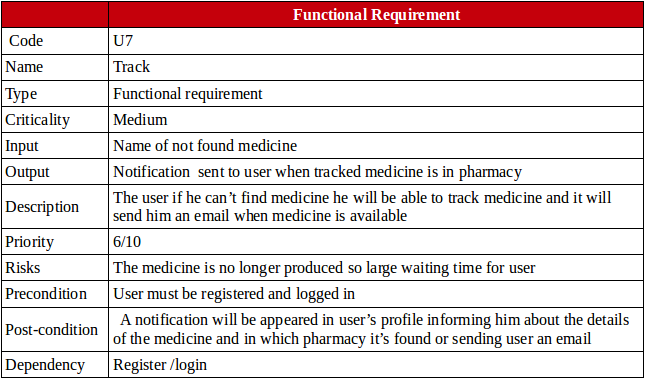 Functional Requirement
Code U7
Name Track
Type Functional requirement
Criticality Medium
Input Name of not found medicine
Output Notification sent to user when tracked medicine is in pharmacy
Description The user if he can’t find medicine he will be able to track medicine and it will
send him an email when medicine is available
Priority 6/10
Risks The medicine is no longer produced so large waiting time for user
Precondition User must be registered and logged in
Post-condition A notification will be appeared in user’s profile informing him about the details
of the medicine and in which pharmacy it’s found or sending user an email
Dependency Register /login